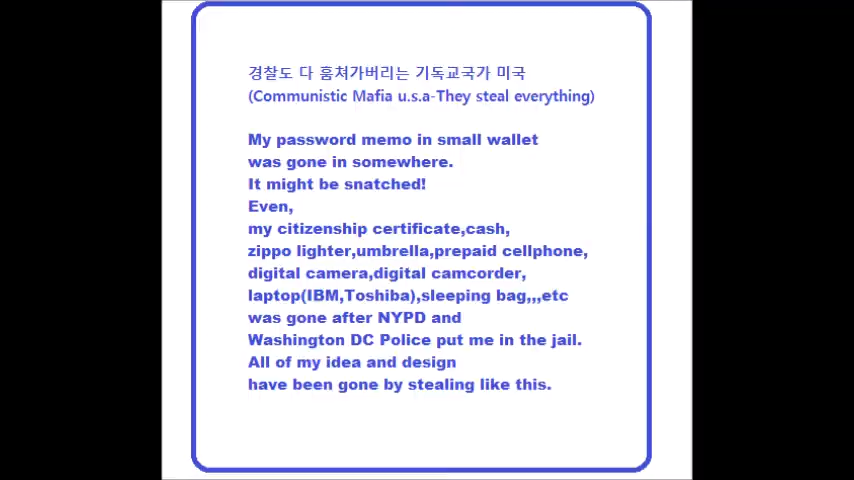 경찰도 다 훔쳐가버리는 기독교국가 미국
(Communistic Mafia u.s.a-They steal everything)
My password memo in small wallet
was gone in somewhere.
It might be snatched!
Even,
my citizenship certificate,cash,
zippo lighter,umbrella,prepaid cellphone,
digital camera,digital camcorder,
laptop(IBM,Toshiba),sleeping bag,,,etc
was gone after NYPD and
Washington DC Police put me in the jail.
All of my idea and design
have been gone by stealing like this.